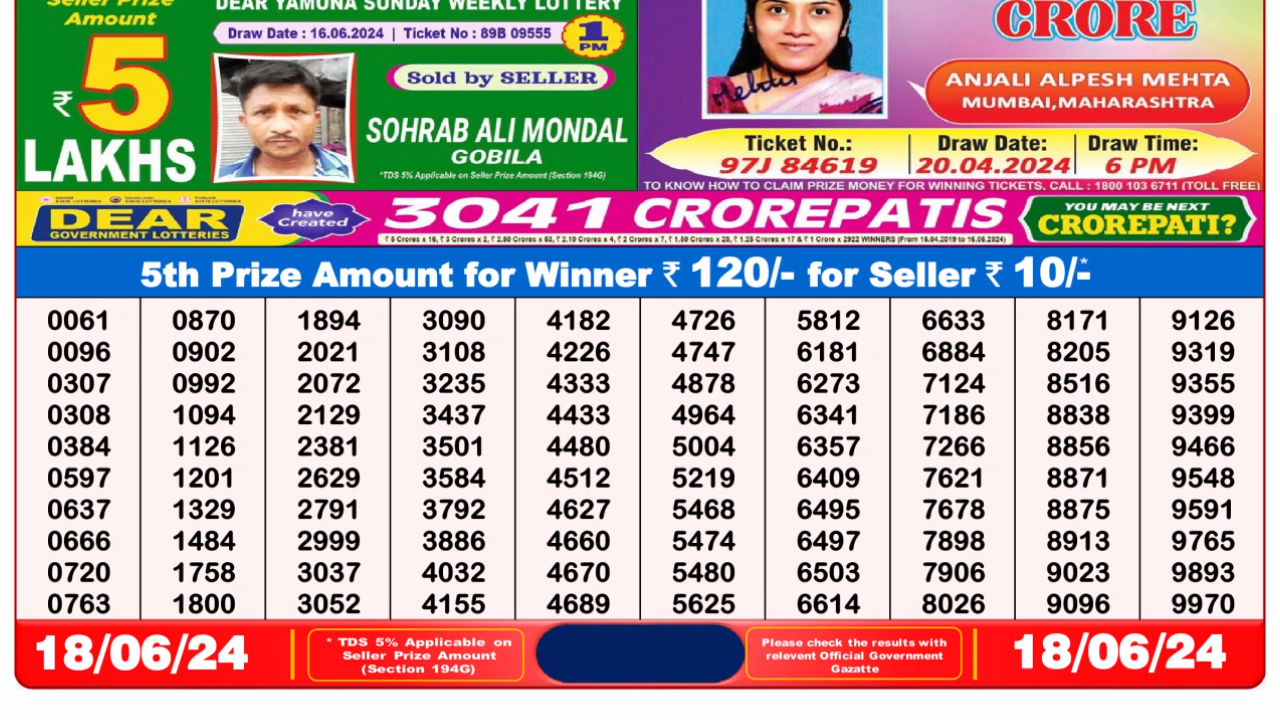 Seller Prize
Amount
₹ 5
LAKHS
DEAR YAMUNA SUNDAY WEEKLY LOTTERY
Draw Date : 16.06.2024 | Ticket No : 89B 09555
1
PM
Sold by SELLER
SOHRAB ALI MONDAL
GOBILA
*TDS 5% Applicable on Seller Prize Amount (Section 194G)
CRORE
ANJALI ALPESH MEHTA
MUMBAI,MAHARASHTRA
Ticket No.: Draw Date: Draw Time:
97J 84619 20.04.2024 6 PM
TO KNOW HOW TO CLAIM PRIZE MONEY FOR WINNING TICKETS. CALL : 1800 103 6711 (TOLL FREE)
DEAR
GOVERNMENT LOTTERIES
have
Created
3041 CROREPATIS
YOU MAY BE NEXT
CROREPATI?
5th Prize Amount for Winner ₹ 120/- for Seller ₹ 10/-*
0061 0870 1894 3090 4182 4726 5812 6633 8171 9126
0096 0902 2021 3108 4226 4747 6181 6884 8205 9319
0307 0992 2072 3235 4333 4878 6273 7124 8516 9355
0308 1094 2129 3437 4433 4964 6341 7186 8838 9399
0384 1126 2381 3501 4480 5004 6357 7266 8856 9466
0597 1201 2629 3584 4512 5219 6409 7621 8871 9548
0637 1329 2791 3792 4627 5468 6495 7678 8875 9591
0666 1484 2999 3886 4660 5474 6497 7898 8913 9765
0720 1758 3037 4032 4670 5480 6503 7906 9023 9893
0763 1800 3052 4155 4689 5625 6614 8026 9096 9970
18/06/24
* TDS 5% Applicable on
Seller Prize Amount
(Section 194G)
Please check the results with
relevent Official Government
Gazatte
18/06/24